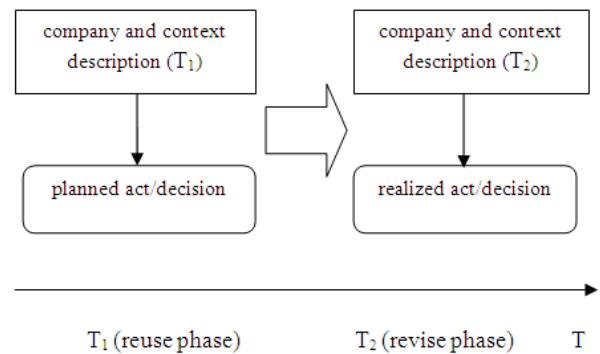 company and context
description (T₁)
company and context
description (T₂)
planned act/decision
realized act/decision
T₁ (reuse phase)
T₂ (revise phase)
T